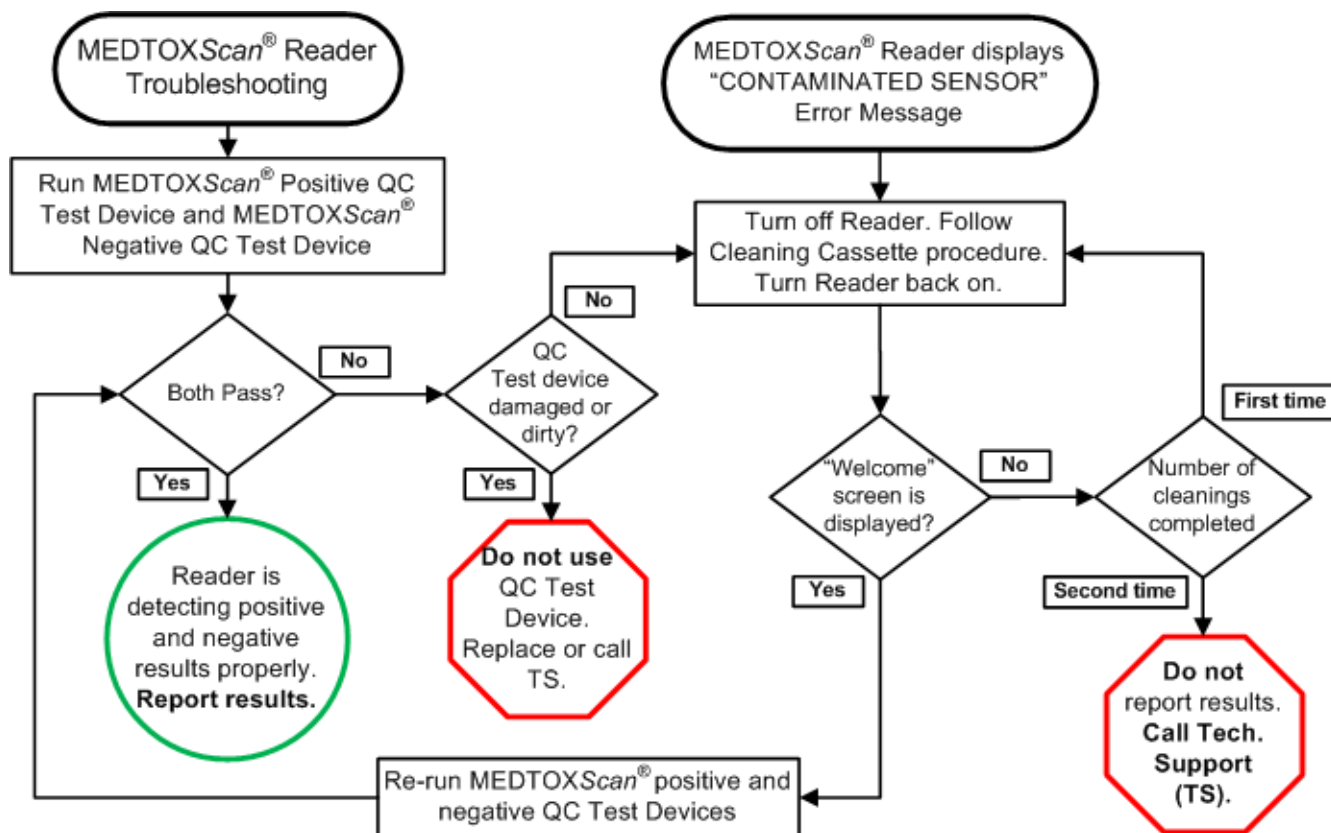 MEDTOXScan® Reader
Troubleshooting
Run MEDTOXScan® Positive QC
Test Device and MEDTOXScan®
Negative QC Test Device
Both Pass?
No
Yes
Reader is
detecting positive
and negative
results properly.
Report results.
QC
Test device
damaged or
dirty?
No
Yes
Do not use
QC Test
Device.
Replace or call
TS.
MEDTOXScan® Reader displays
“CONTAMINATED SENSOR”
Error Message
Turn off Reader. Follow
Cleaning Cassette procedure.
Turn Reader back on.
“Welcome”
screen is
displayed?
No
Yes
Number of
cleanings
completed
First time
Second time
Do not
report results.
Call Tech.
Support
(TS).
Re-run MEDTOXScan® positive and
negative QC Test Devices